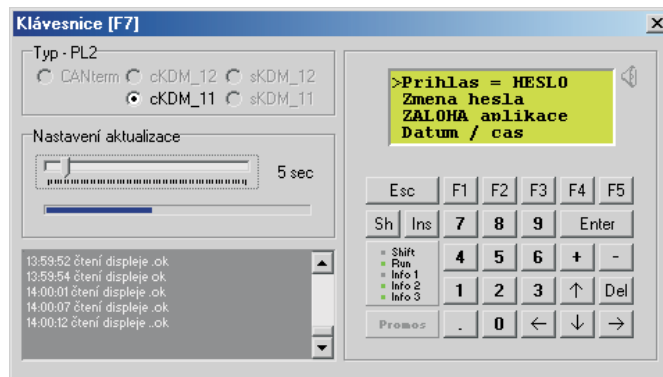 Klávesnice [F7]
Typ - PL2
CANterm cKDM_12 sKDM_12
cKDM_11 sKDM_11
Nastavení aktualizace
5 sec
13:59:52 čtení displeje .ok
13:59:54 čtení displeje .ok
14:00:01 čtení displeje .ok
14:00:07 čtení displeje .ok
14:00:12 čtení displeje ..ok
>Prihlas = HESLO
Zmena hesla
ZALOHA aplikace
Datum / cas
Esc F1 F2 F3 F4 F5
Sh Ins 7 8 9 Enter
Shift
Run
Info 1
Info 2
Info 3
4 5 6 + -
1 2 3 ↑ Del
Promos . 0 ← ↓ →